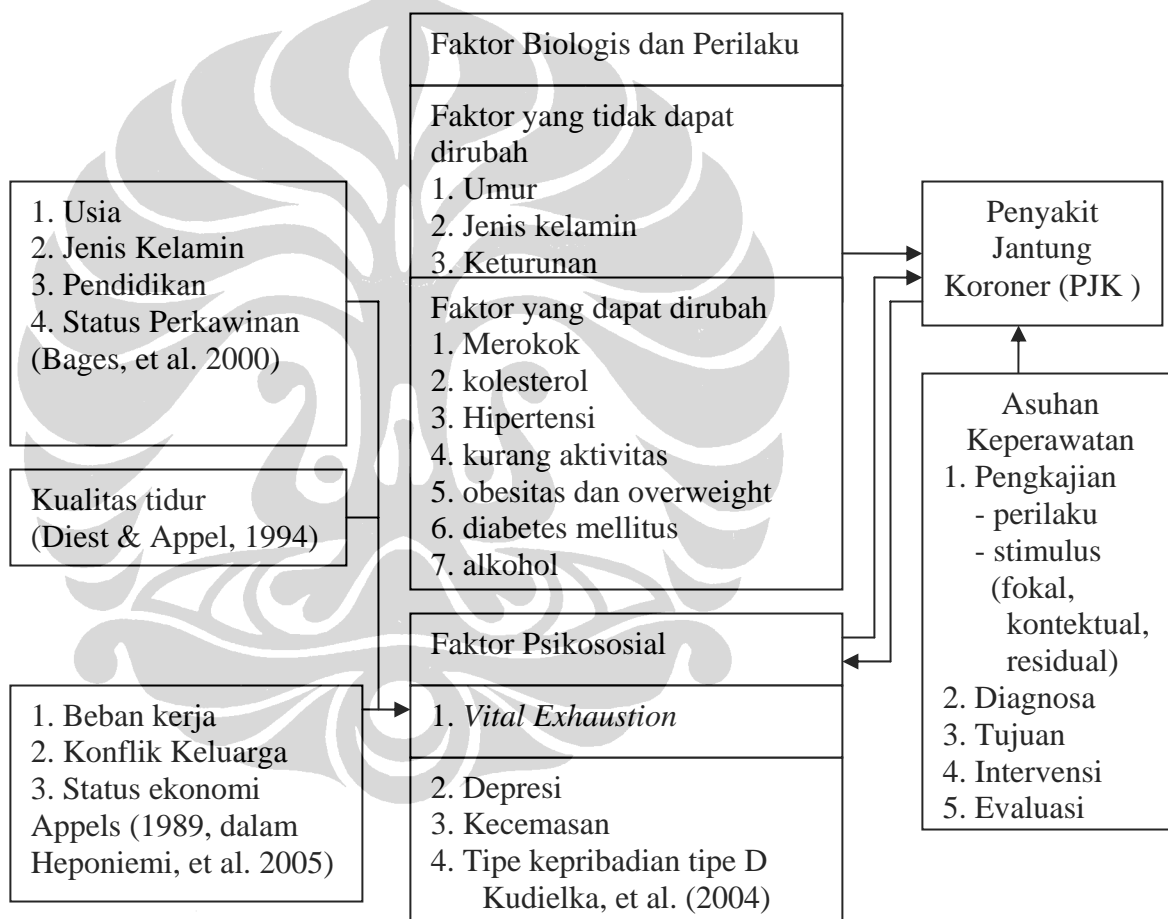 Faktor Biologis dan Perilaku
Faktor yang tidak dapat
dirubah
1. Umur
2. Jenis kelamin
3. Keturunan
Faktor yang dapat dirubah
1. Merokok
2. kolesterol
3. Hipertensi
4. kurang aktivitas
5. obesitas dan overweight
6. diabetes mellitus
7. alkohol
1. Usia
2. Jenis Kelamin
3. Pendidikan
4. Status Perkawinan
(Bages, et al. 2000)
Kualitas tidur
(Diest & Appel, 1994)
1. Beban kerja
2. Konflik Keluarga
3. Status ekonomi
Appels (1989, dalam
Heponiemi, et al. 2005)
Faktor Psikososial
1. Vital Exhaustion
2. Depresi
3. Kecemasan
4. Tipe kepribadian tipe D
Kudielka, et al. (2004)
Penyakit
Jantung
Koroner (PJK )
Asuhan
Keperawatan
1. Pengkajian
- perilaku
- stimulus
(fokal,
kontektual,
residual)
2. Diagnosa
3. Tujuan
4. Intervensi
5. Evaluasi